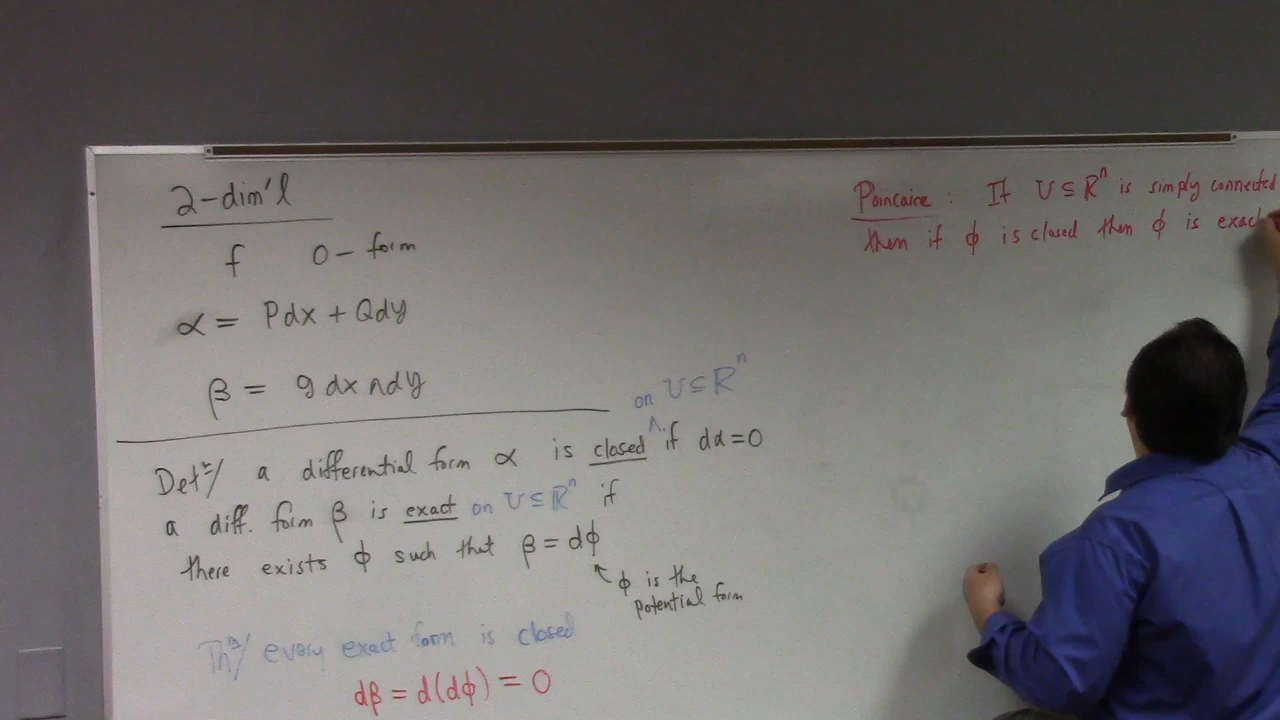 2-dim'l
f 0-form
α = Pdx + Qdy
β = g dx ∧ dy
Defⁿ/ a differential form α is closed on U ⊆ ℝⁿ if dα = 0
a diff. form β is exact on U ⊆ ℝⁿ if
there exists φ such that β = dφ
φ is the
potential form
Thᵐ/ every exact form is closed
dβ = d(dφ) = 0
Poincaire : If U ⊆ ℝⁿ is simply connected
then if φ is closed then φ is exac